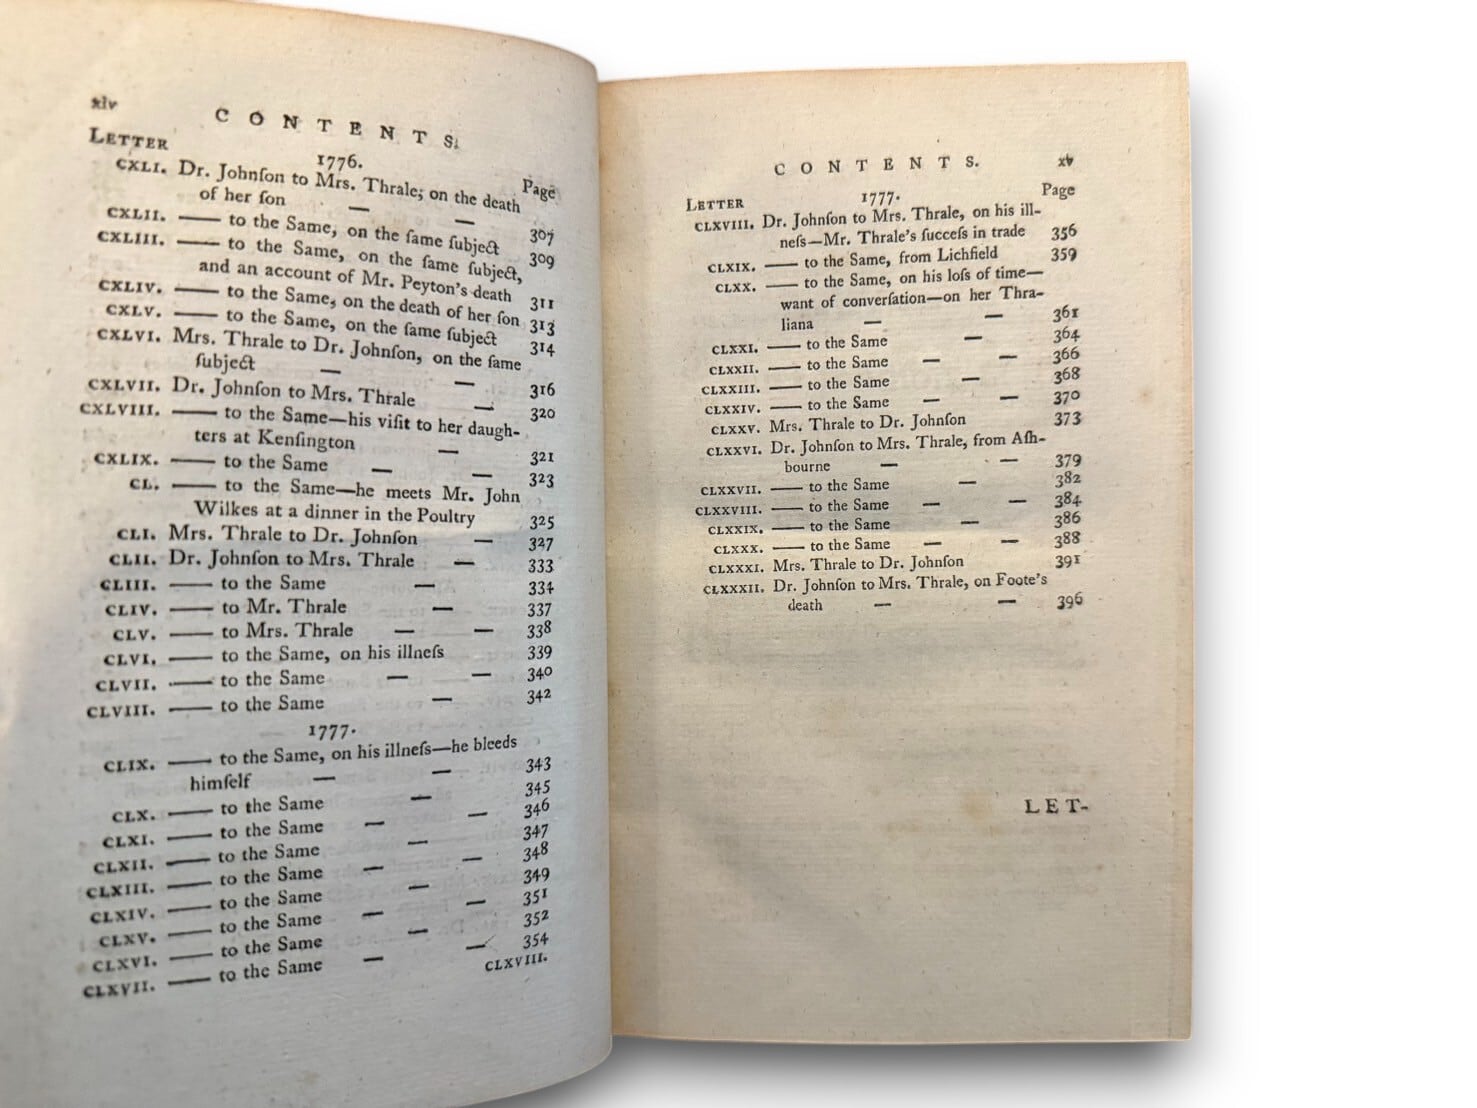 xiv
CONTENTS.
LETTER
1776.
Page
CXLI. Dr. Johnſon to Mrs. Thrale; on the death
of her ſon — — 307
CXLII. —— to the Same, on the ſame ſubject 309
CXLIII. —— to the Same, on the ſame ſubject,
and an account of Mr. Peyton's death 311
CXLIV. —— to the Same, on the death of her ſon 313
CXLV. —— to the Same, on the ſame ſubject 314
CXLVI. Mrs. Thrale to Dr. Johnſon, on the ſame
ſubject — — 316
CXLVII. Dr. Johnſon to Mrs. Thrale — 320
CXLVIII. —— to the Same—his viſit to her daugh-
ters at Kenſington — 321
CXLIX. —— to the Same — — 323
CL. —— to the Same—he meets Mr. John
Wilkes at a dinner in the Poultry 325
CLI. Mrs. Thrale to Dr. Johnſon — 327
CLII. Dr. Johnſon to Mrs. Thrale — 333
CLIII. —— to the Same — 334
CLIV. —— to Mr. Thrale — 337
CLV. —— to Mrs. Thrale — — 338
CLVI. —— to the Same, on his illneſs 339
CLVII. —— to the Same — — 340
CLVIII. —— to the Same — 342
1777.
CLIX. —— to the Same, on his illneſs—he bleeds
himſelf — — 343
CLX. —— to the Same — 345
CLXI. —— to the Same — — 346
CLXII. —— to the Same — 347
CLXIII. —— to the Same — — 348
CLXIV. —— to the Same — 349
CLXV. —— to the Same — — 351
CLXVI. —— to the Same — 352
CLXVII. —— to the Same — — 354
CLXVIII.
CONTENTS. xv
LETTER 1777. Page
CLXVIII. Dr. Johnſon to Mrs. Thrale, on his ill-
neſs—Mr. Thrale's ſucceſs in trade 356
CLXIX. —— to the Same, from Lichfield 359
CLXX. —— to the Same, on his loſs of time—
want of converſation—on her Thra-
liana — — 361
CLXXI. —— to the Same — 364
CLXXII. —— to the Same — — 366
CLXXIII. —— to the Same — 368
CLXXIV. —— to the Same — — 370
CLXXV. Mrs. Thrale to Dr. Johnſon 373
CLXXVI. Dr. Johnſon to Mrs. Thrale, from Aſh-
bourne — — 379
CLXXVII. —— to the Same — 382
CLXXVIII. —— to the Same — — 384
CLXXIX. —— to the Same — 386
CLXXX. —— to the Same — — 388
CLXXXI. Mrs. Thrale to Dr. Johnſon 391
CLXXXII. Dr. Johnſon to Mrs. Thrale, on Foote's
death — — 396
LET-